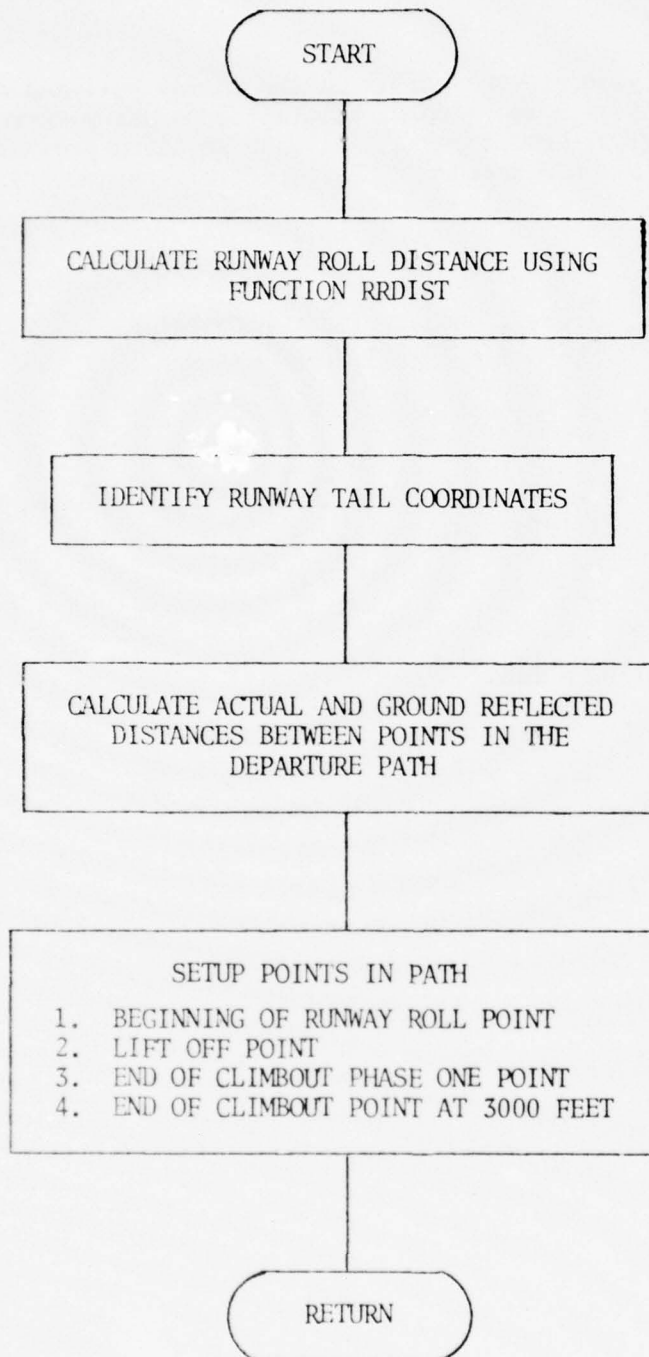 START
CALCULATE RUNWAY ROLL DISTANCE USING
FUNCTION RRDIST
IDENTIFY RUNWAY TAIL COORDINATES
CALCULATE ACTUAL AND GROUND REFLECTED
DISTANCES BETWEEN POINTS IN THE
DEPARTURE PATH
SETUP POINTS IN PATH
1. BEGINNING OF RUNWAY ROLL POINT
2. LIFT OFF POINT
3. END OF CLIMBOUT PHASE ONE POINT
4. END OF CLIMBOUT POINT AT 3000 FEET
RETURN